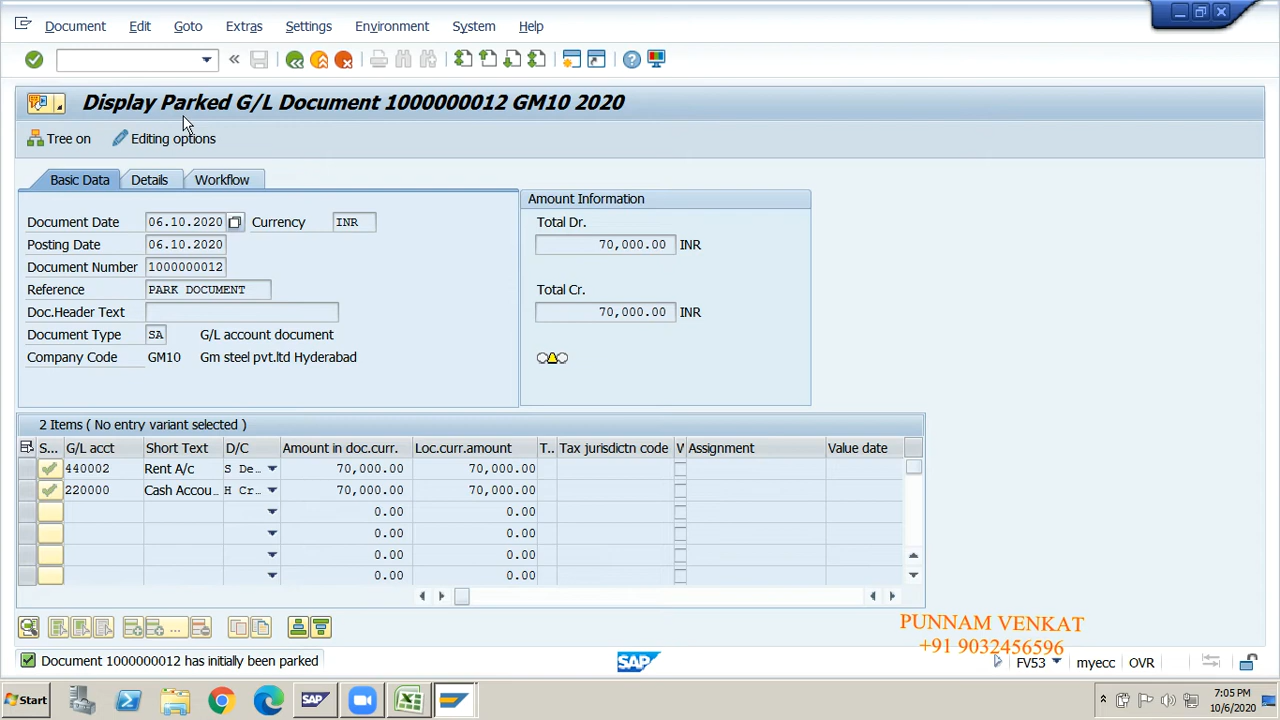 Document Edit Goto Extras Settings Environment System Help
Display Parked G/L Document 1000000012 GM10 2020
Tree on Editing options
Basic Data Details Workflow
Amount Information
Document Date 06.10.2020 Currency INR
Total Dr.
Posting Date 06.10.2020
70,000.00 INR
Document Number 1000000012
Reference PARK DOCUMENT
Total Cr.
Doc.Header Text
70,000.00 INR
Document Type SA G/L account document
Company Code GM10 Gm steel pvt.ltd Hyderabad
2 Items ( No entry variant selected )
S... G/L acct Short Text D/C Amount in doc.curr. Loc.curr.amount T.. Tax jurisdictn code V Assignment Value date
440002 Rent A/c S De… 70,000.00 70,000.00
220000 Cash Accou… H Cr… 70,000.00 70,000.00
0.00 0.00
0.00 0.00
0.00 0.00
0.00 0.00
PUNNAM VENKAT
+91 9032456596
Document 1000000012 has initially been parked
SAP
FV53 myecc OVR
Start
SAP
7:05 PM
10/6/2020